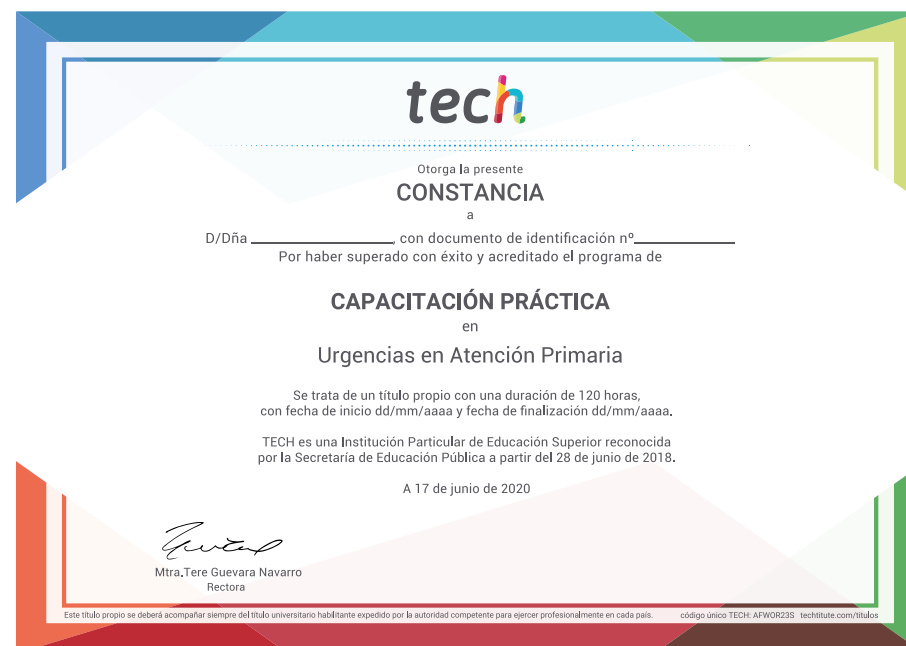 tech
Otorga la presente
CONSTANCIA
a
D/Dña ____________________, con documento de identificación nº______________
Por haber superado con éxito y acreditado el programa de
CAPACITACIÓN PRÁCTICA
en
Urgencias en Atención Primaria
Se trata de un título propio con una duración de 120 horas,
con fecha de inicio dd/mm/aaaa y fecha de finalización dd/mm/aaaa.
TECH es una Institución Particular de Educación Superior reconocida
por la Secretaría de Educación Pública a partir del 28 de junio de 2018.
A 17 de junio de 2020
Mtra.Tere Guevara Navarro
Rectora
Este título propio se deberá acompañar siempre del título universitario habilitante expedido por la autoridad competente para ejercer profesionalmente en cada país. código único TECH: AFWOR23S techtitute.com/titulos